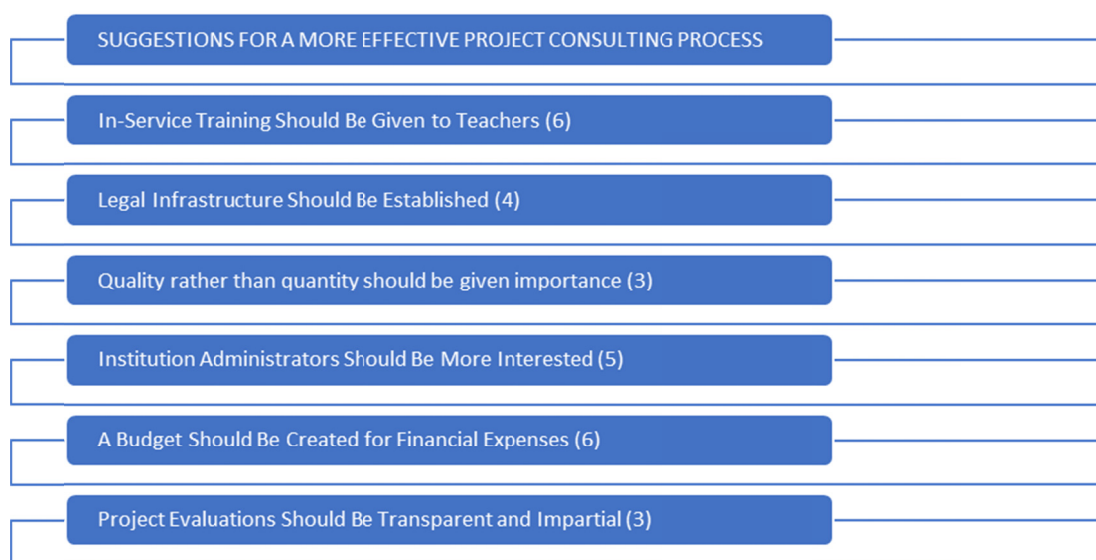 SUGGESTIONS FOR A MORE EFFECTIVE PROJECT CONSULTING PROCESS
In-Service Training Should Be Given to Teachers (6)
Legal Infrastructure Should Be Established (4)
Quality rather than quantity should be given importance (3)
Institution Administrators Should Be More Interested (5)
A Budget Should Be Created for Financial Expenses (6)
Project Evaluations Should Be Transparent and Impartial (3)